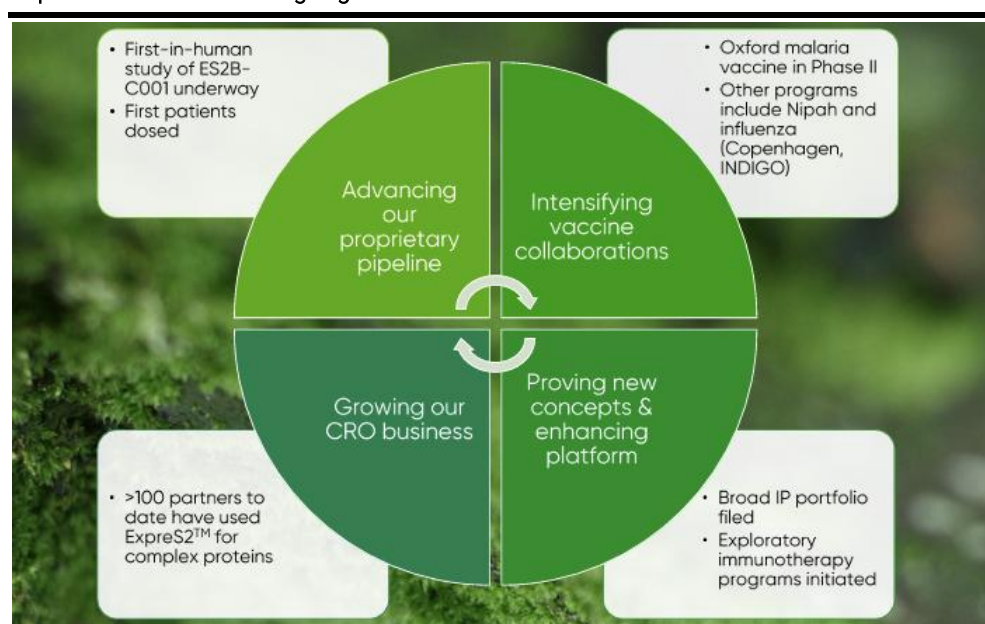 • First-in-human
study of ES2B-
C001 underway
• First patients
dosed
• Oxford malaria
vaccine in Phase II
• Other programs
include Nipah and
influenza
(Copenhagen,
INDIGO)
Advancing
our
proprietary
pipeline
Intensifying
vaccine
collaborations
Growing our
CRO business
Proving new
concepts &
enhancing
platform
• >100 partners to
date have used
ExpreS2™ for
complex proteins
• Broad IP portfolio
filed
• Exploratory
immunotherapy
programs initiated